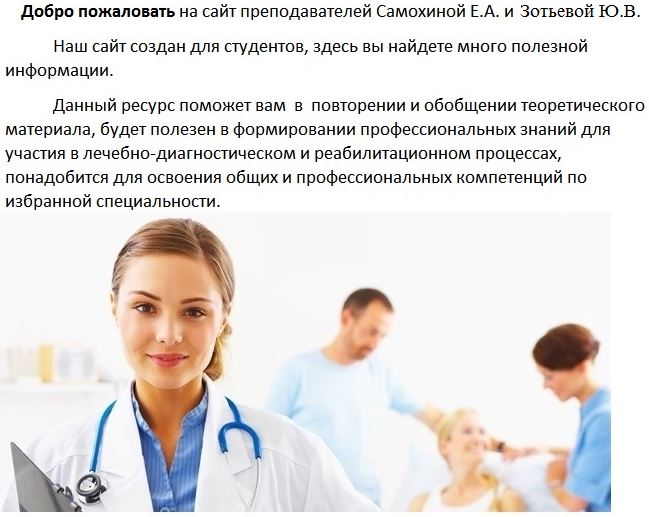 Добро пожаловать на сайт преподавателей Самохиной Е.А. и Зотьевой Ю.В.
Наш сайт создан для студентов, здесь вы найдете много полезной
информации.
Данный ресурс поможет вам в повторении и обобщении теоретического
материала, будет полезен в формировании профессиональных знаний для
участия в лечебно-диагностическом и реабилитационном процессах,
понадобится для освоения общих и профессиональных компетенций по
избранной специальности.